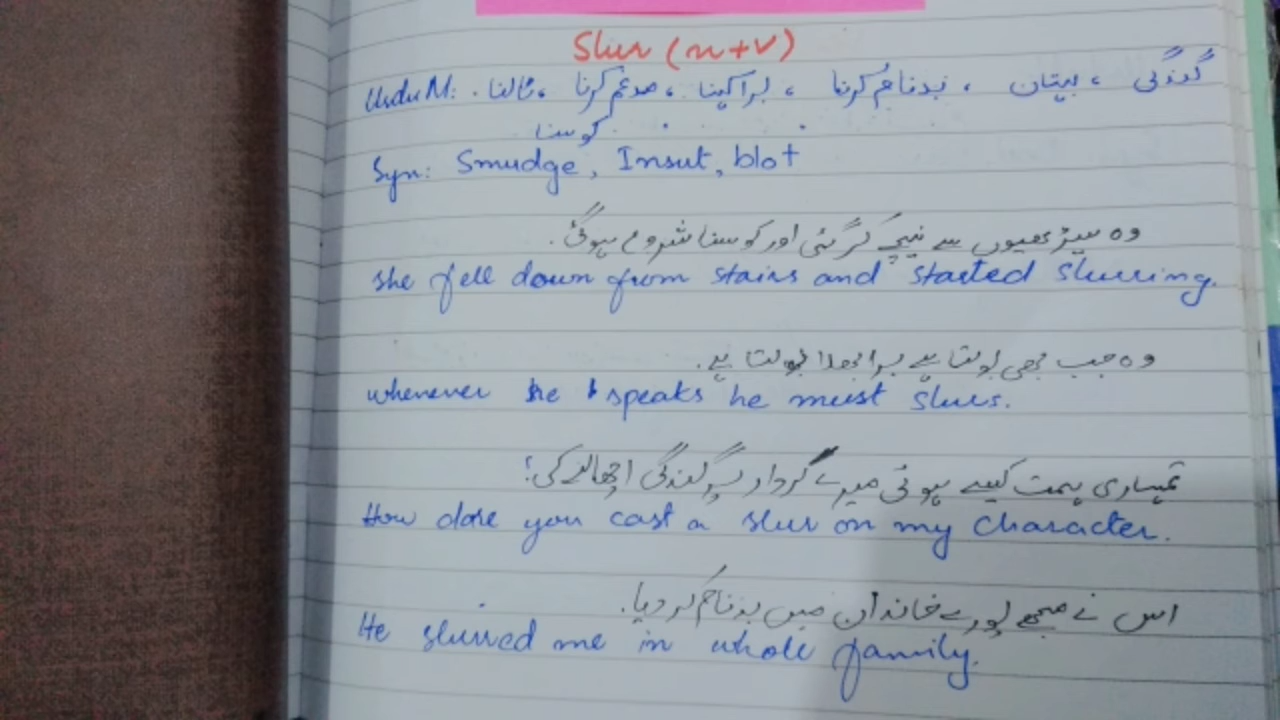 Slur (n+v)
Urdu M: گندگی ، بہتان ، بدنام کرنا ، برا کہنا ، مدغم کرنا ، ٹالنا .
کوسنا
Syn: Smudge, Insut, blot
وہ سیڑھیوں سے نیچے گر گئی اور کوسنا شروع ہوگئی.
She fell down from stairs and started slurring.
وہ جب بھی بولتا ہے برا بھلا بولتا ہے.
whenever he speaks he must slurs.
تمہاری ہمت کیسے ہوئی میرے کردار پر گندگی اچھالنے کی؟
How dare you cast a slur on my character.
اس نے مجھے پورے خاندان میں بدنام کر دیا.
He slurred me in whole family.